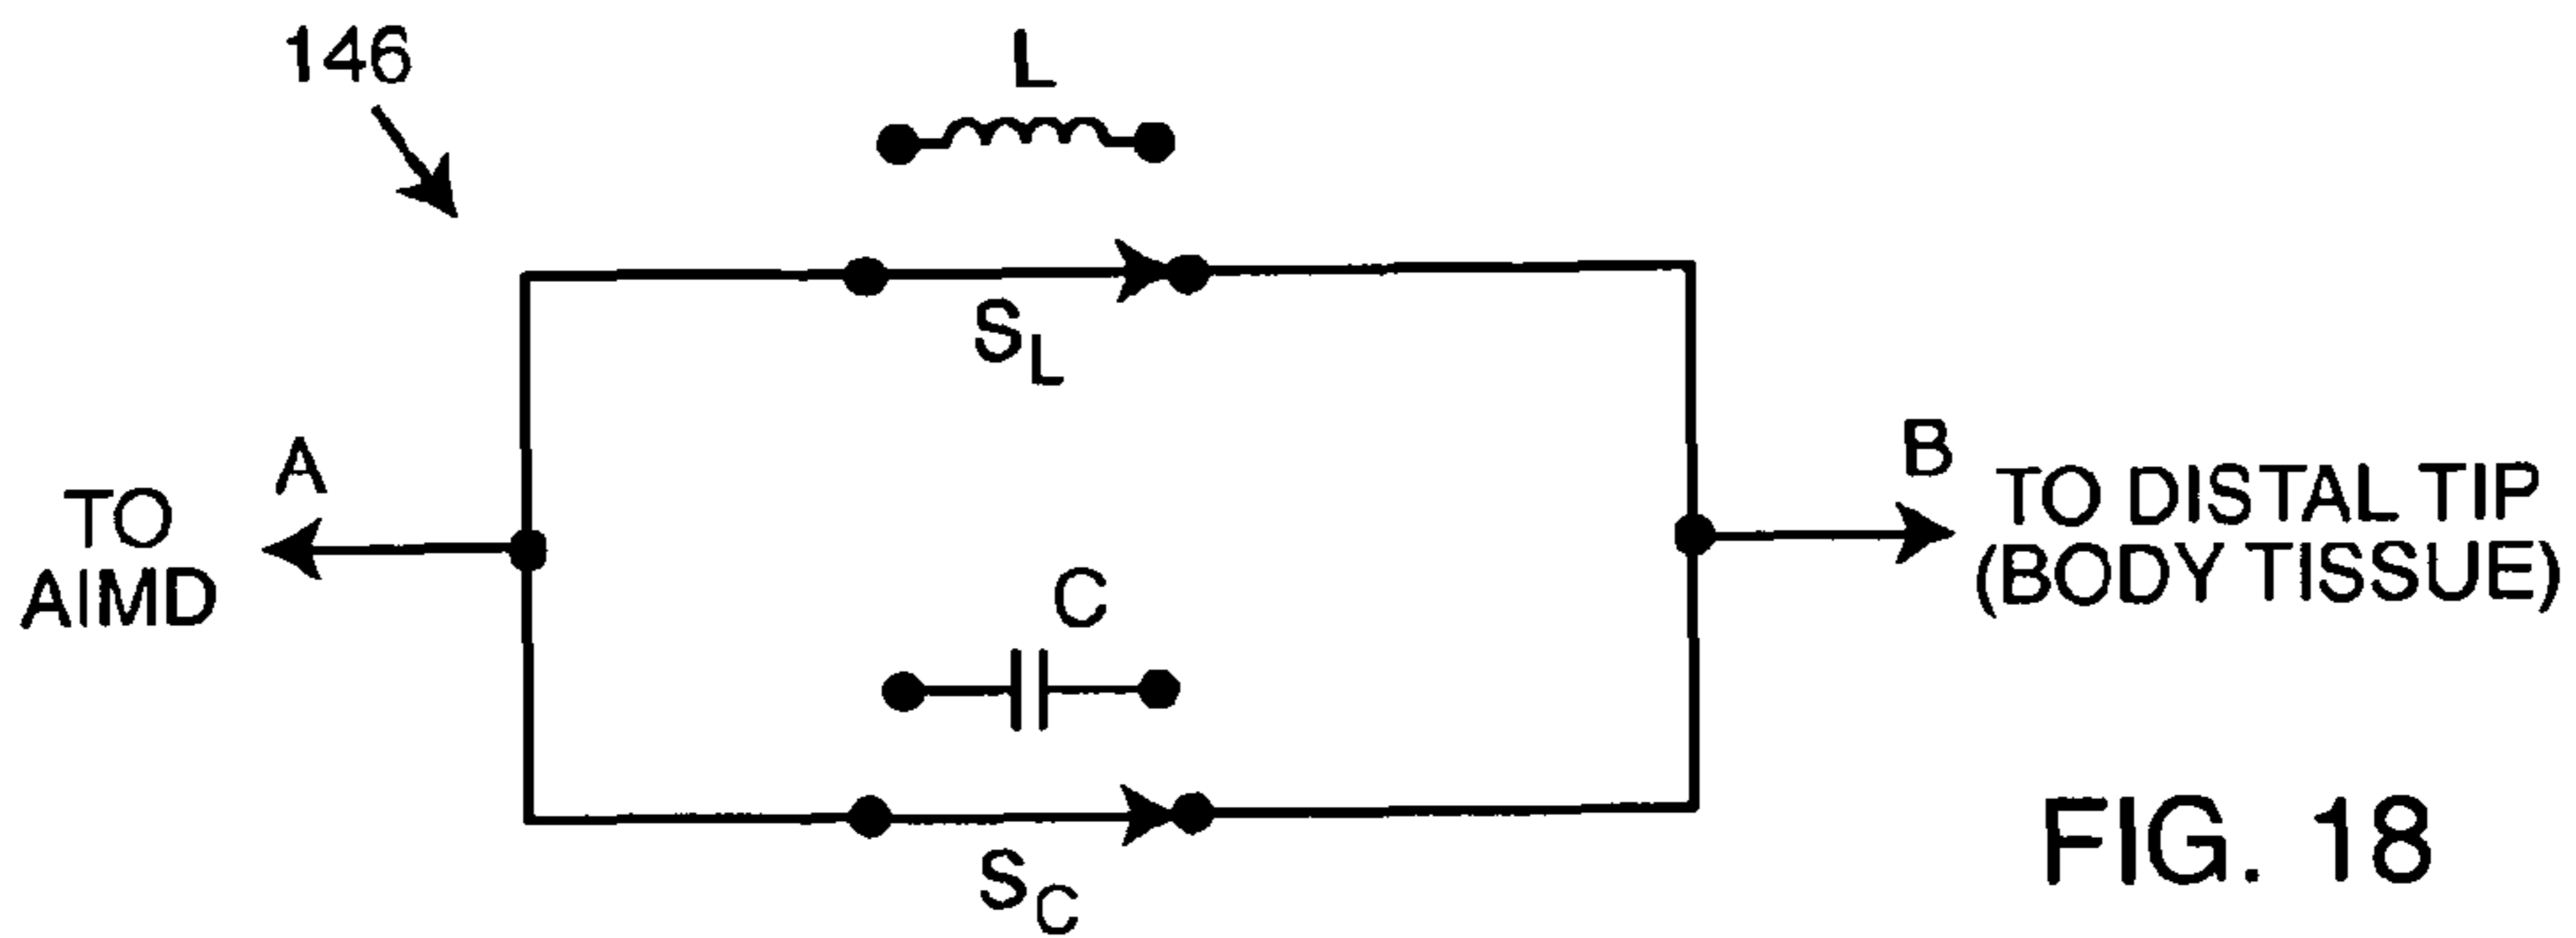 146
L
S_L
A
TO
AIMD
B
TO DISTAL TIP
(BODY TISSUE)
C
S_C
FIG. 18